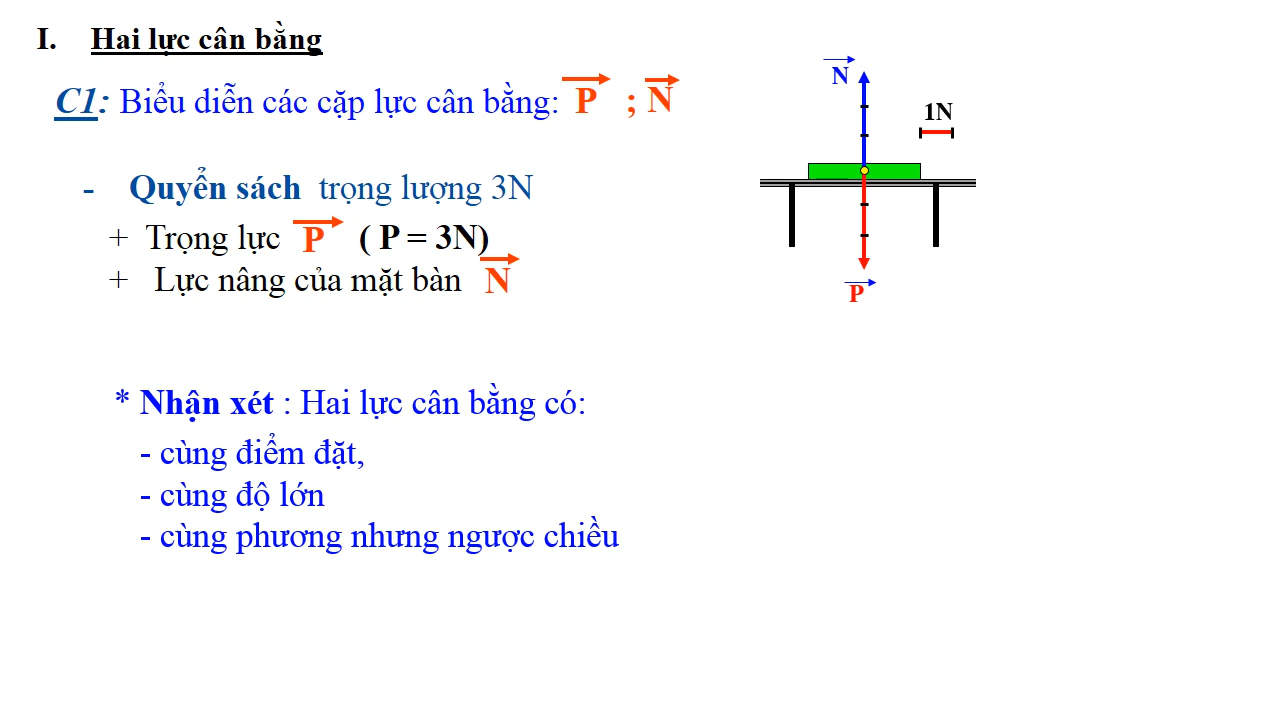 I. Hai lực cân bằng
C1: Biểu diễn các cặp lực cân bằng: P ; N
- Quyển sách trọng lượng 3N
+ Trọng lực P ( P = 3N)
+ Lực nâng của mặt bàn N
* Nhận xét : Hai lực cân bằng có:
- cùng điểm đặt,
- cùng độ lớn
- cùng phương nhưng ngược chiều
N
1N
P